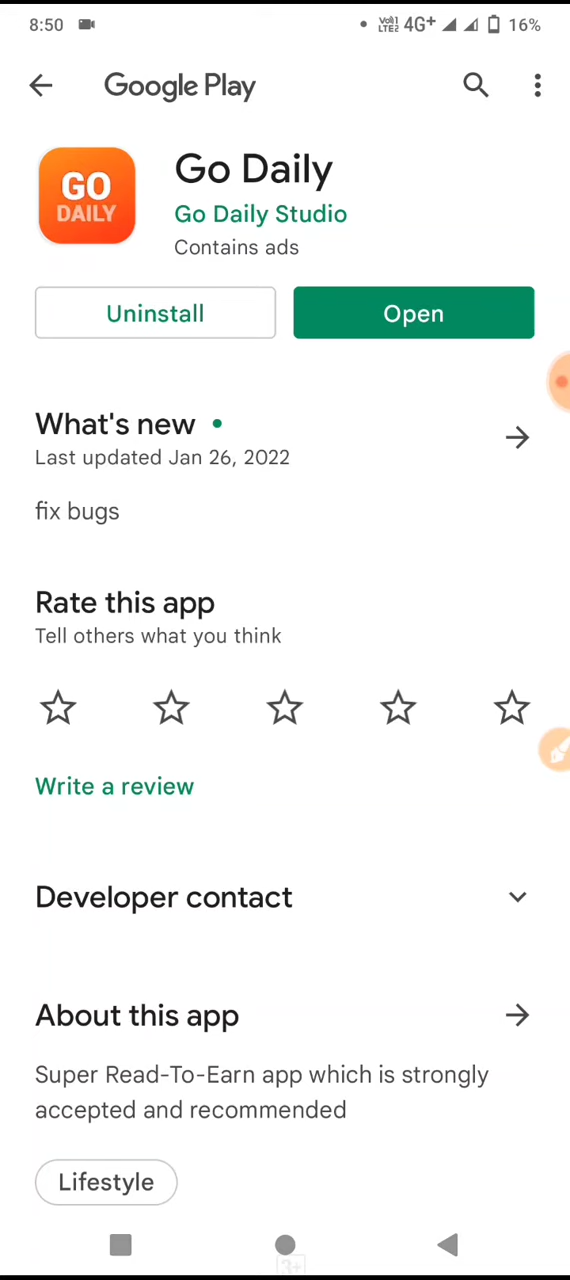 8:50 4G+ 16%
Google Play
GO
DAILY
Go Daily
Go Daily Studio
Contains ads
Uninstall Open
What's new
Last updated Jan 26, 2022
fix bugs
Rate this app
Tell others what you think
Write a review
Developer contact
About this app
Super Read-To-Earn app which is strongly
accepted and recommended
Lifestyle
3+